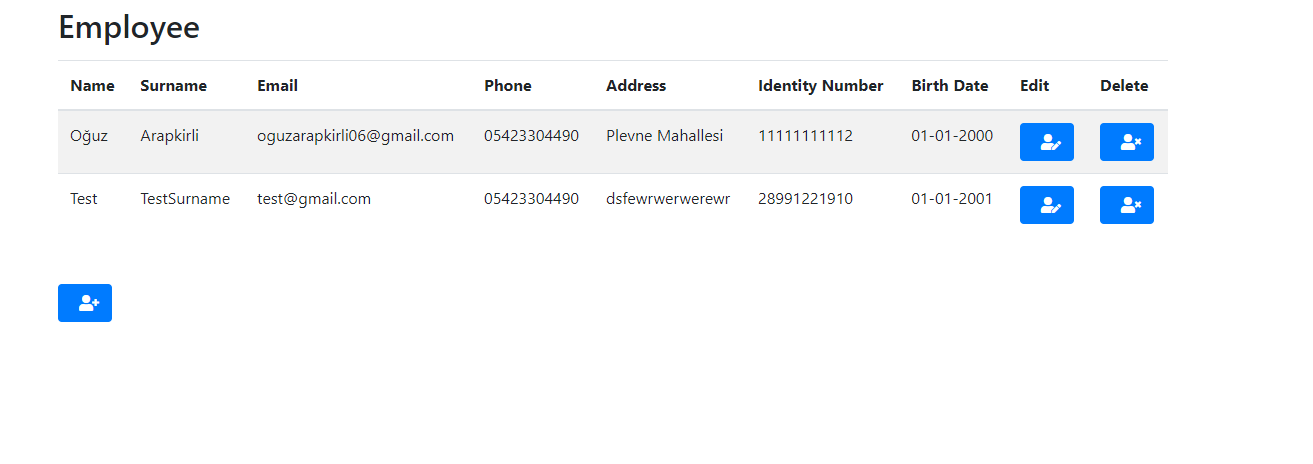 Employee
Name Surname Email Phone Address Identity Number Birth Date Edit Delete
Oğuz Arapkirli oguzarapkirli06@gmail.com 05423304490 Plevne Mahallesi 11111111112 01-01-2000
Test TestSurname test@gmail.com 05423304490 dsfewrwerwerewr 28991221910 01-01-2001